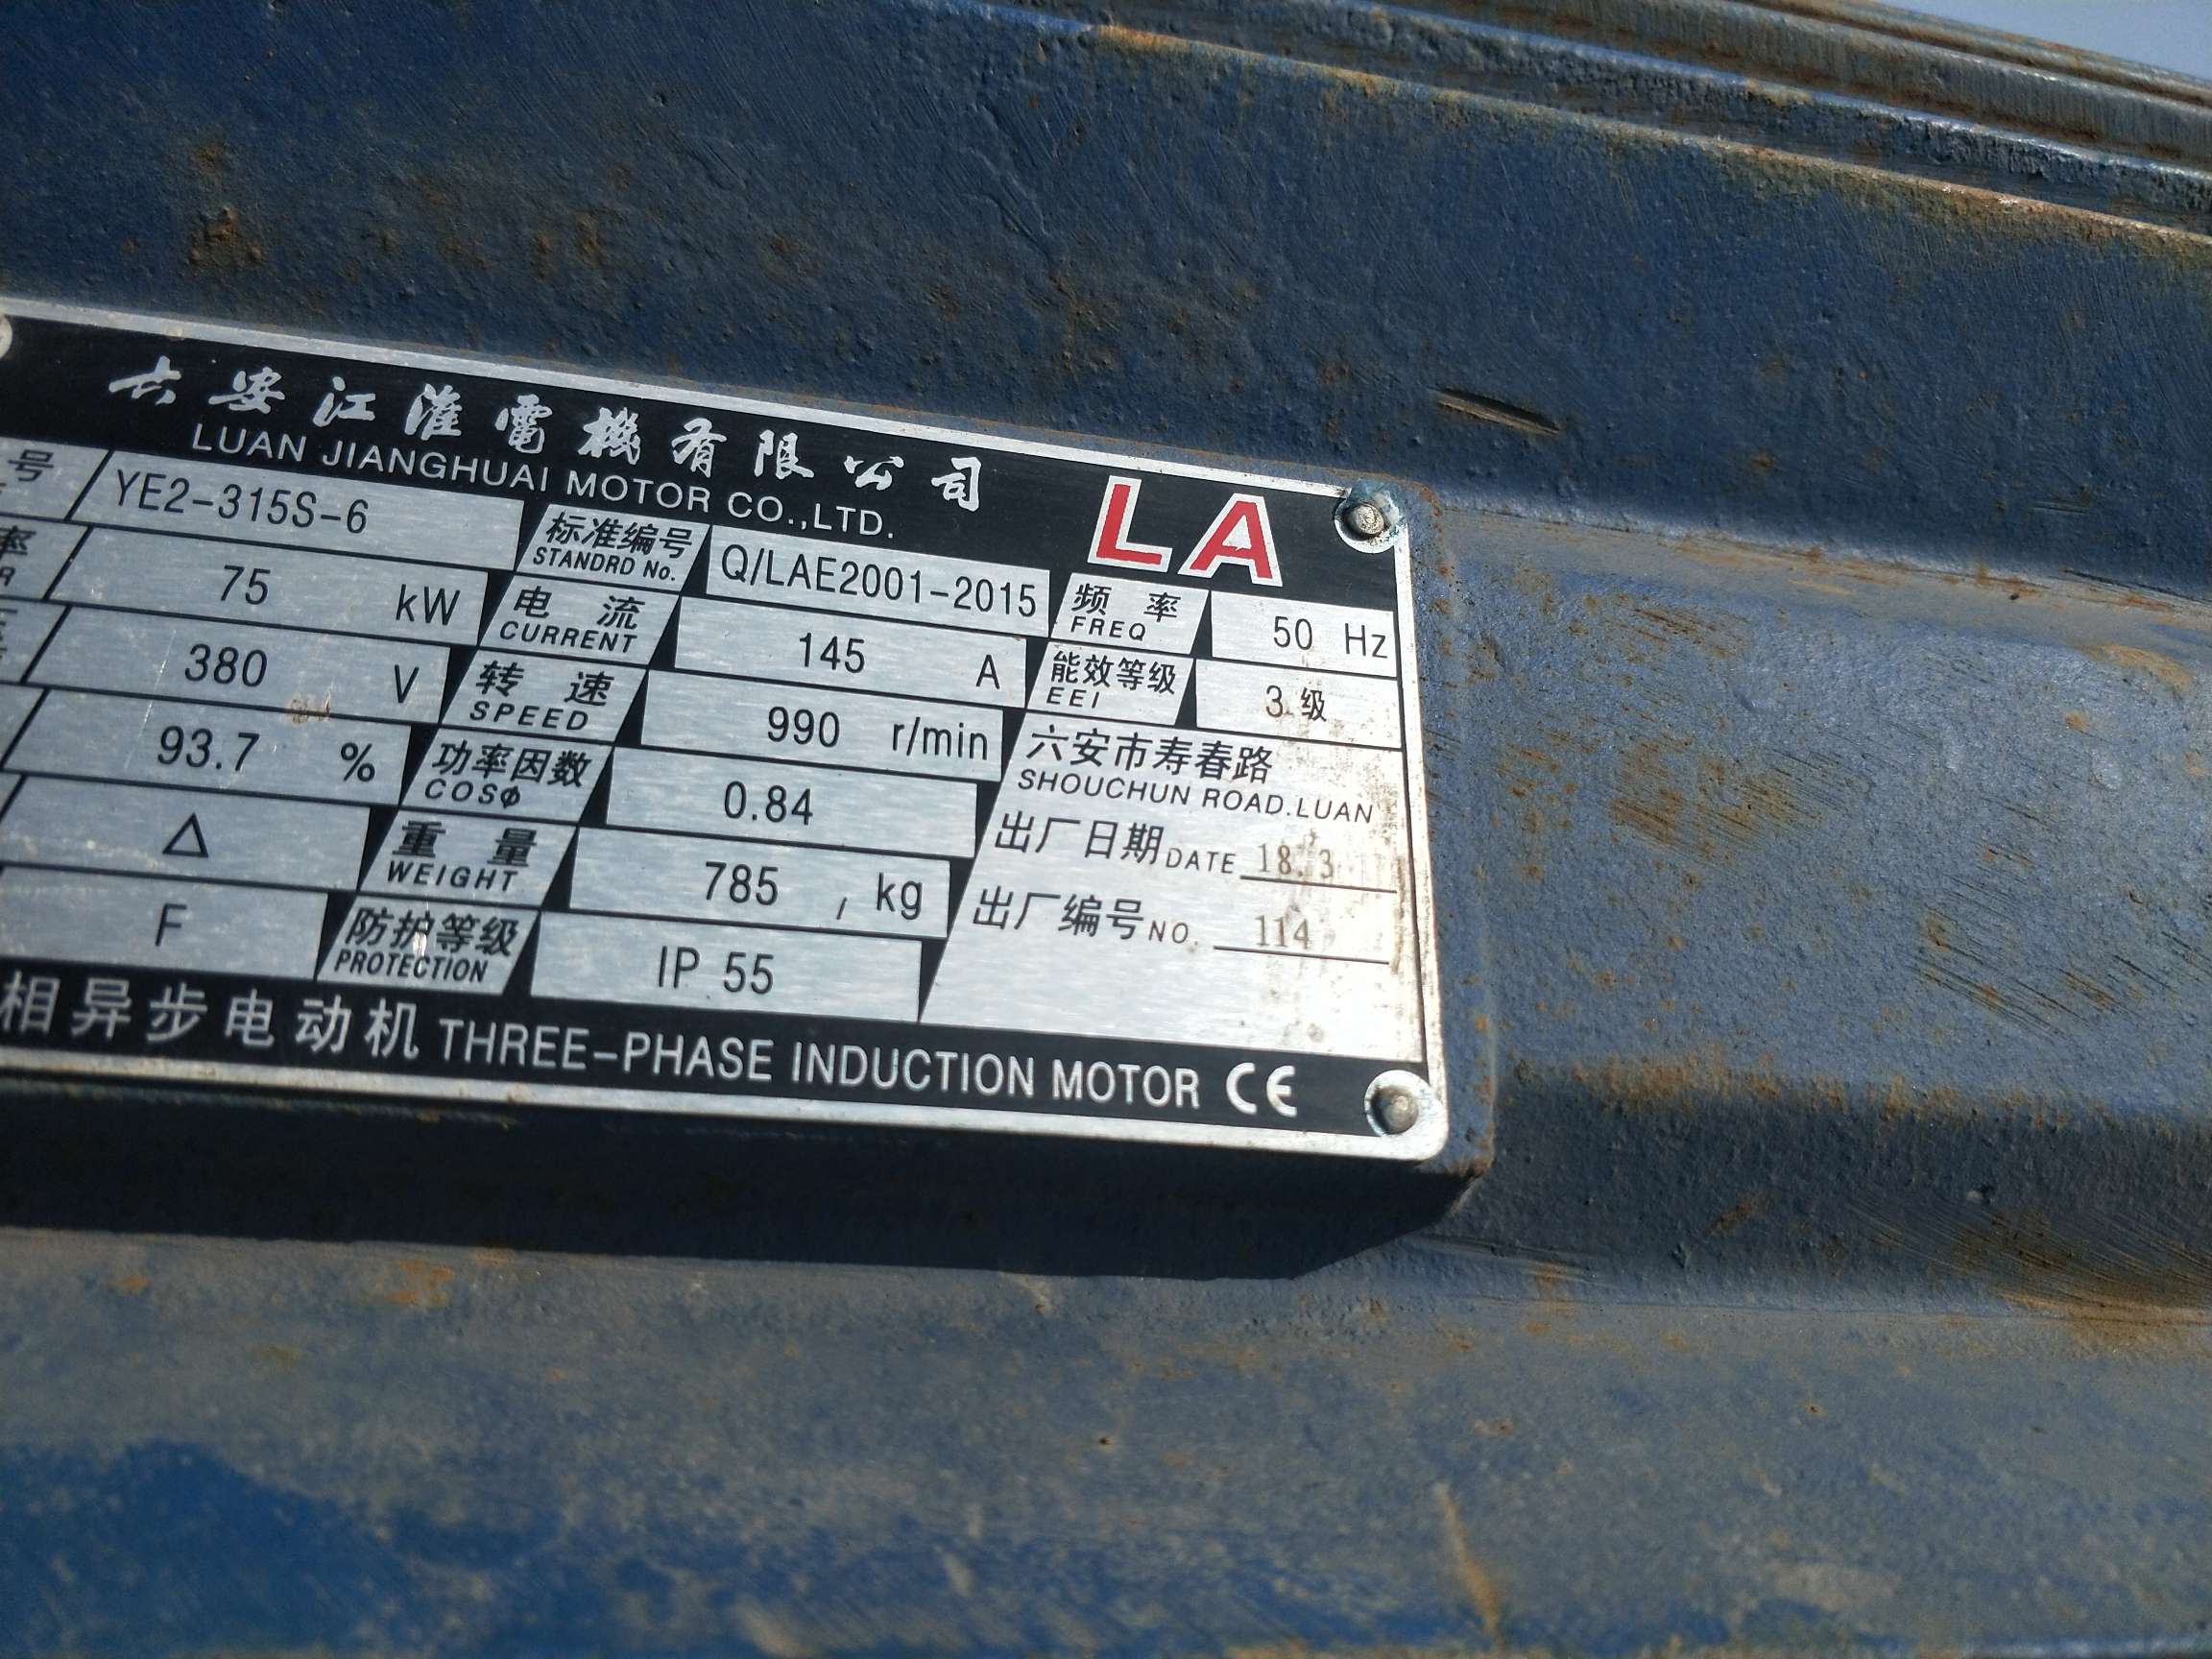 六安江淮電機有限公司
LUAN JIANGHUAI MOTOR CO.,LTD.
LA
号 YE2-315S-6 标准编号 STANDRD No. Q/LAE2001-2015 频率 FREQ 50 Hz
率 R 75 kW 电流 CURRENT 145 A 能效等级 EEI 3 级
380 V 转速 SPEED 990 r/min 六安市寿春路
SHOUCHUN ROAD.LUAN
93.7 % 功率因数 COSφ 0.84
出厂日期 DATE 18.3
△ 重量 WEIGHT 785 kg
出厂编号 NO. 114
F 防护等级 PROTECTION IP 55
相异步电动机 THREE-PHASE INDUCTION MOTOR CE